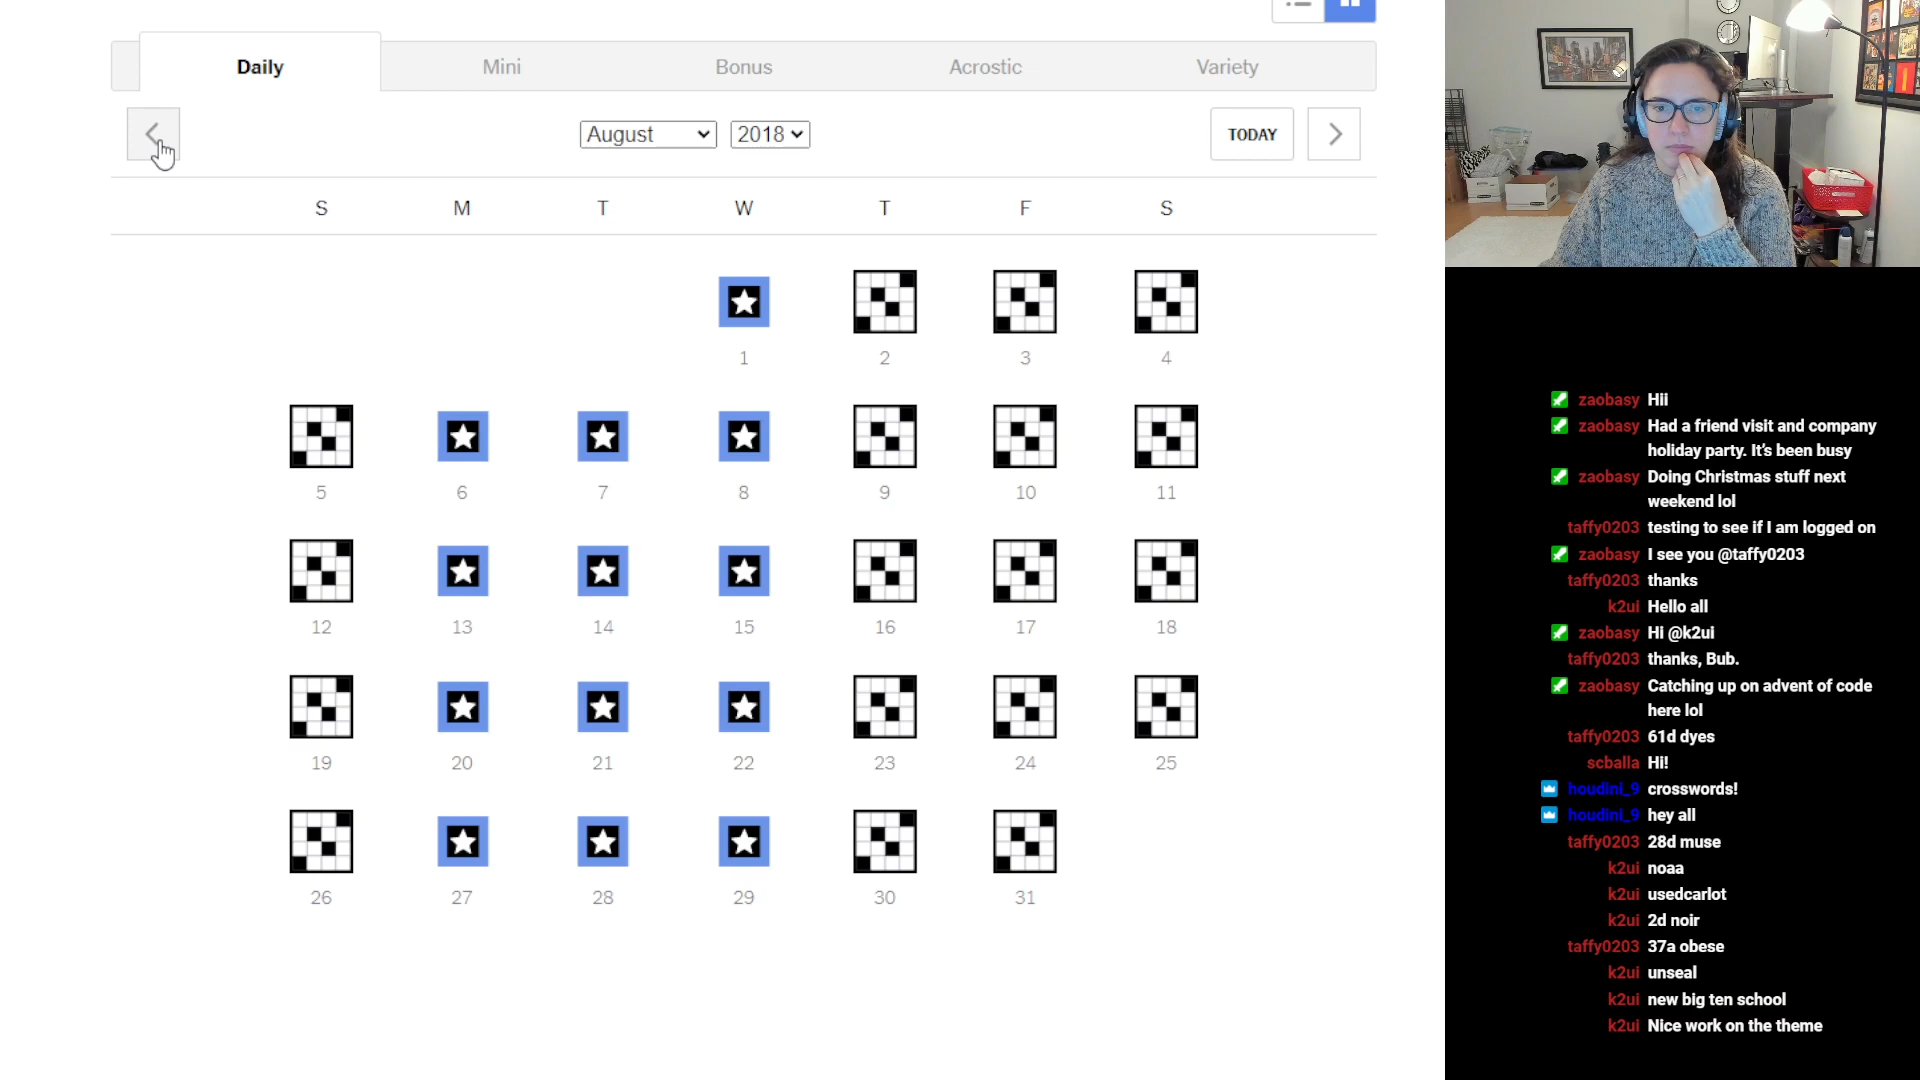 Daily
Mini
Bonus
Acrostic
Variety
August
2018
TODAY
S M T W T F S
1 2 3 4
5 6 7 8 9 10 11
12 13 14 15 16 17 18
19 20 21 22 23 24 25
26 27 28 29 30 31
zaobasy Hii
zaobasy Had a friend visit and company
holiday party. It's been busy
zaobasy Doing Christmas stuff next
weekend lol
taffy0203 testing to see if I am logged on
zaobasy I see you @taffy0203
taffy0203 thanks
k2ui Hello all
zaobasy Hi @k2ui
taffy0203 thanks, Bub.
zaobasy Catching up on advent of code
here lol
taffy0203 61d dyes
scballa Hi!
houdini_9 crosswords!
houdini_9 hey all
taffy0203 28d muse
k2ui noaa
k2ui usedcarlot
k2ui 2d noir
taffy0203 37a obese
k2ui unseal
k2ui new big ten school
k2ui Nice work on the theme